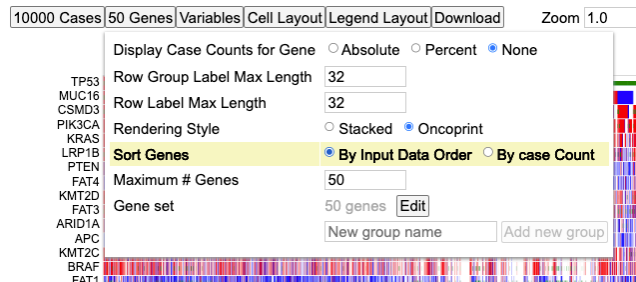 10000 Cases 50 Genes Variables Cell Layout Legend Layout Download Zoom 1.0
Display Case Counts for Gene Absolute Percent None
Row Group Label Max Length 32
Row Label Max Length 32
Rendering Style Stacked Oncoprint
Sort Genes By Input Data Order By case Count
Maximum # Genes 50
Gene set 50 genes Edit
New group name Add new group
TP53
MUC16
CSMD3
PIK3CA
KRAS
LRP1B
PTEN
FAT4
KMT2D
FAT3
ARID1A
APC
KMT2C
BRAF
FAT1